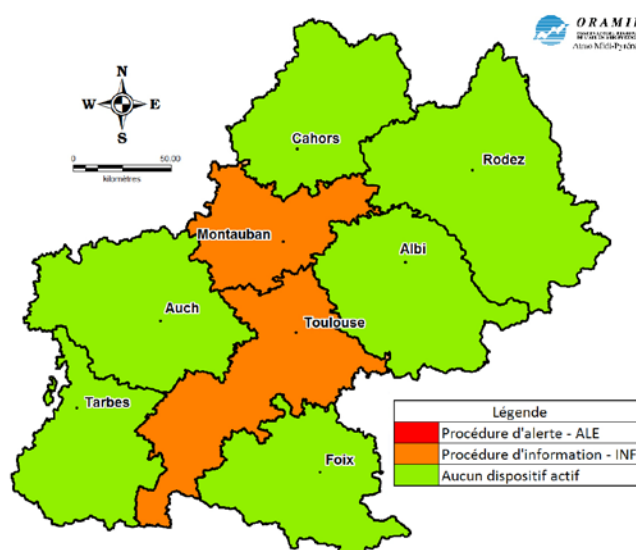 ORAMIP
Atmo Midi-Pyréné
N
W E
S
0 50.00
kilomètres
Cahors
Rodez
Montauban
Albi
Auch
Toulouse
Tarbes
Foix
Légende
Procédure d'alerte - ALE
Procédure d'information - INF
Aucun dispositif actif